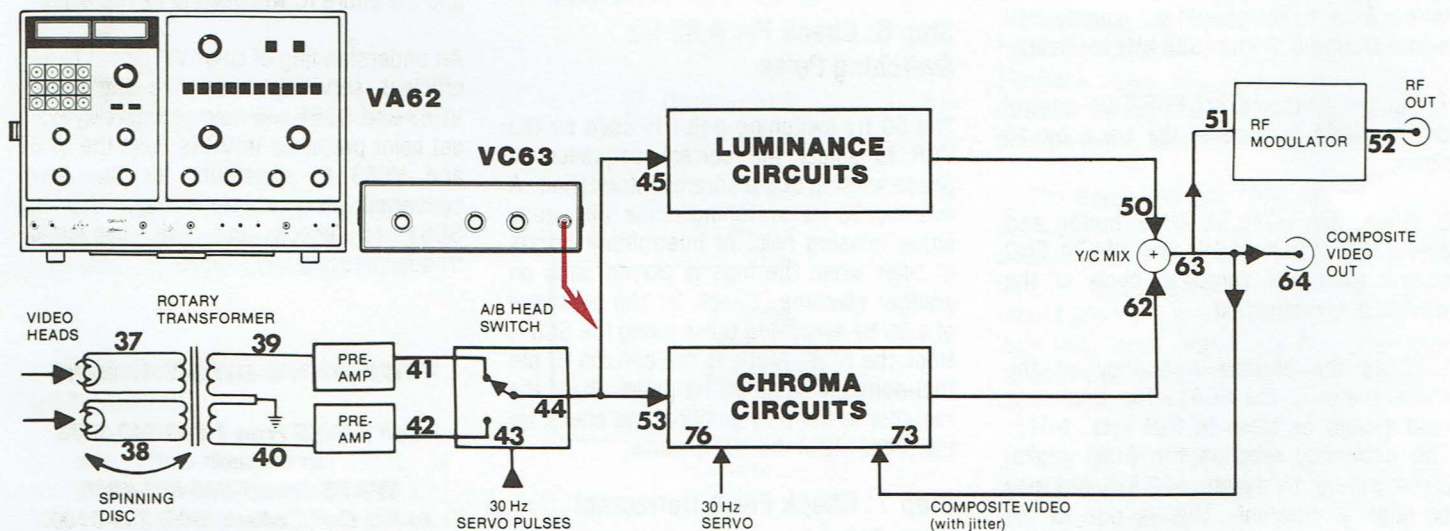 VA62
VC63
45
LUMINANCE
CIRCUITS
51
RF
MODULATOR
RF
OUT
52
50
Y/C MIX
+
63
COMPOSITE
VIDEO
OUT
64
62
VIDEO
HEADS
ROTARY
TRANSFORMER
A/B HEAD
SWITCH
37
39
PRE-
AMP
41
38
40
PRE-
AMP
42
43
44
53
CHROMA
CIRCUITS
76
73
SPINNING
DISC
30 Hz
SERVO PULSES
30 Hz
SERVO
COMPOSITE VIDEO
(with jitter)